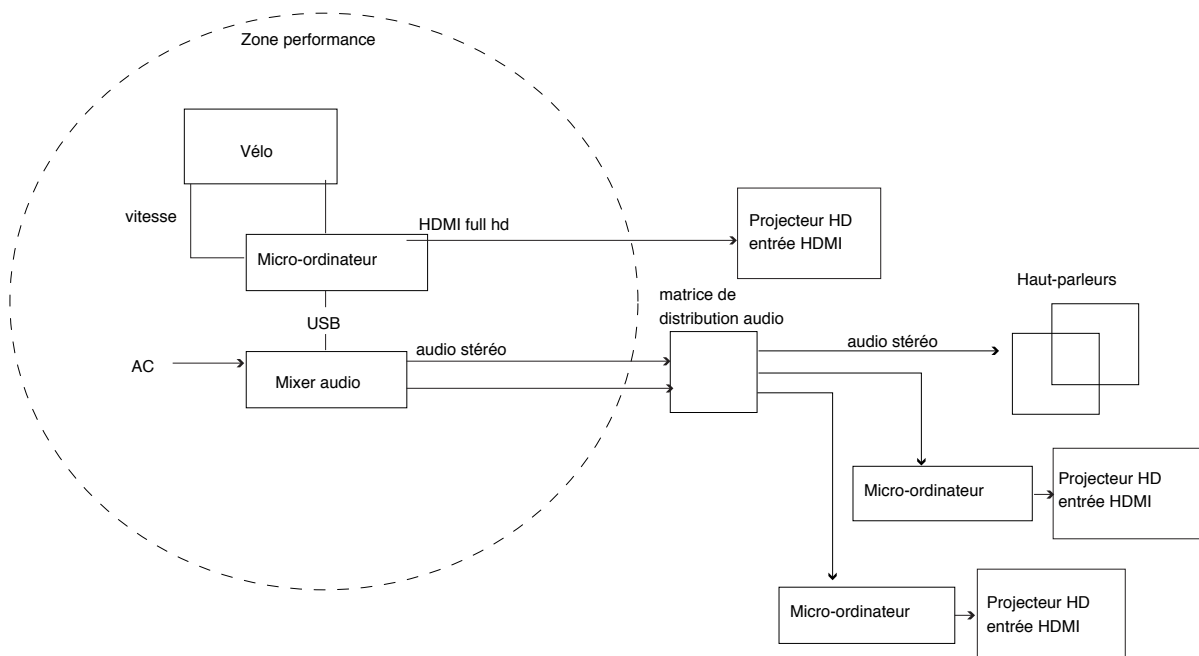 Zone performance
Vélo
vitesse
HDMI full hd
Projecteur HD
entrée HDMI
Micro-ordinateur
USB
matrice de
distribution audio
Haut-parleurs
AC
Mixer audio
audio stéréo
audio stéréo
Micro-ordinateur
Projecteur HD
entrée HDMI
Micro-ordinateur
Projecteur HD
entrée HDMI